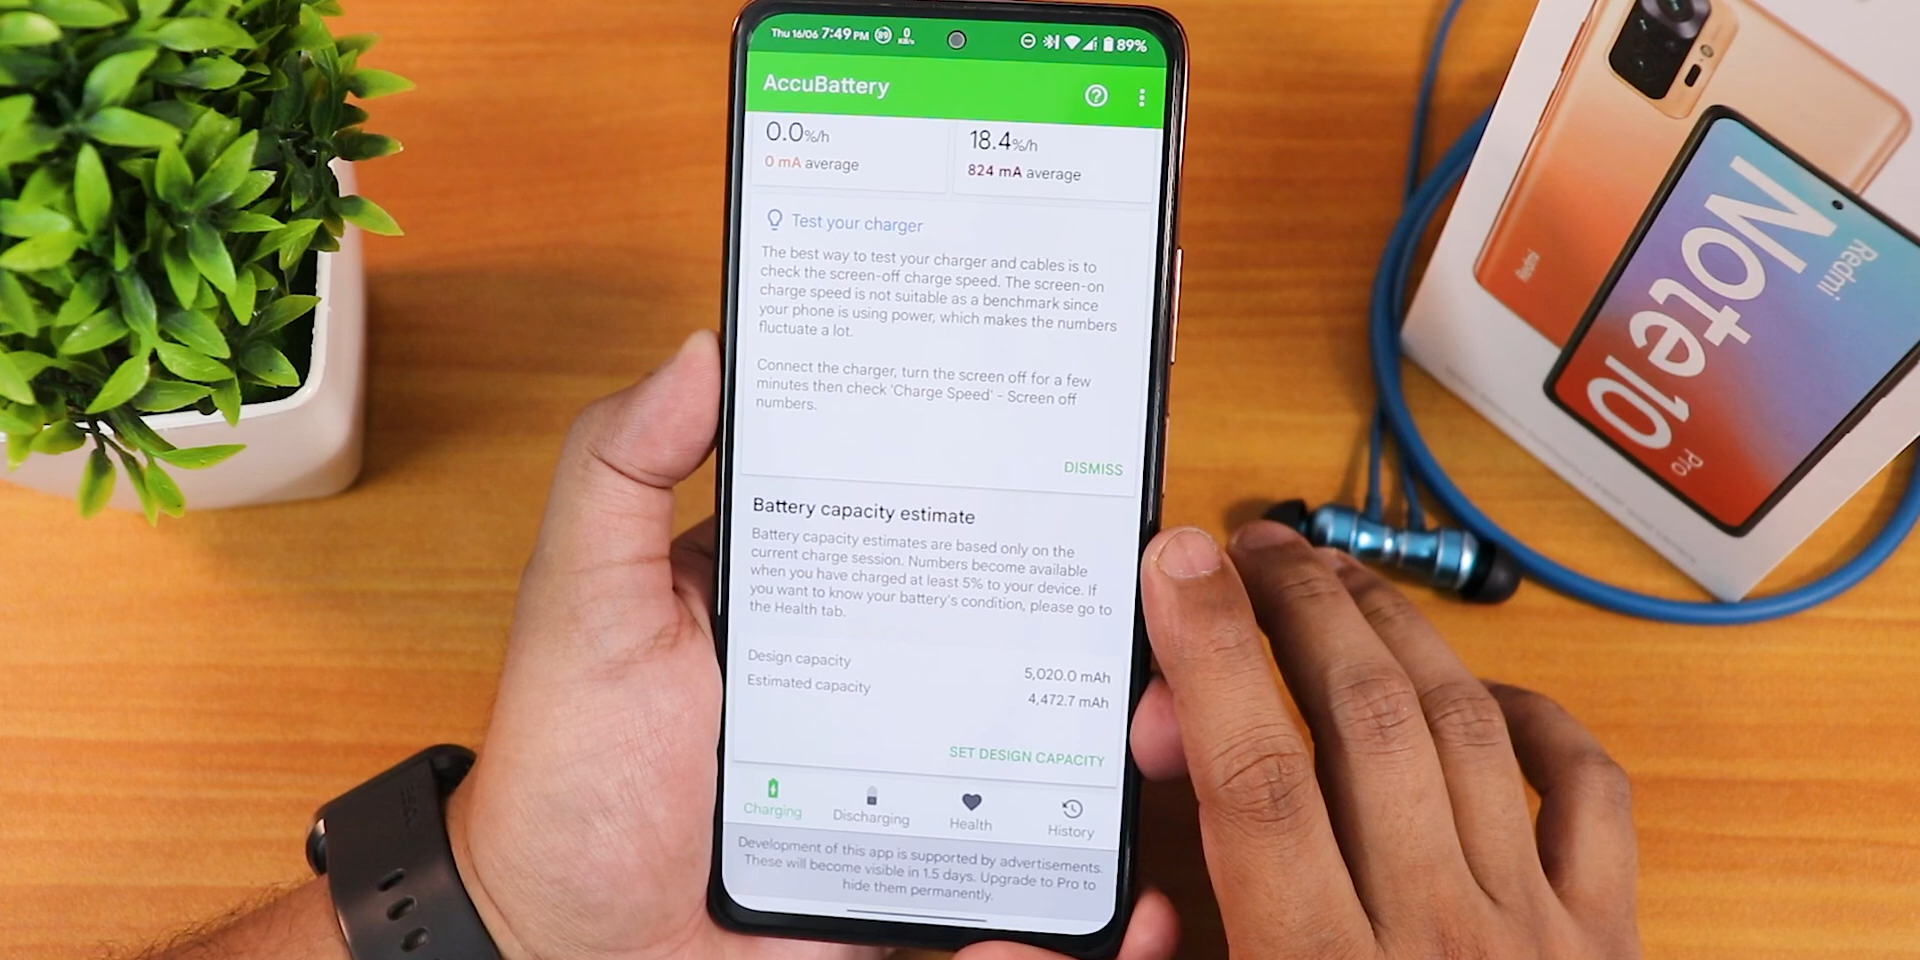 Thu 16/06 7:49 PM 89 0 KB/s 89%
AccuBattery
0.0%/h
0 mA average
18.4%/h
824 mA average
Test your charger
The best way to test your charger and cables is to
check the screen-off charge speed. The screen-on
charge speed is not suitable as a benchmark since
your phone is using power, which makes the numbers
fluctuate a lot.
Connect the charger, turn the screen off for a few
minutes then check 'Charge Speed' - Screen off
numbers.
DISMISS
Battery capacity estimate
Battery capacity estimates are based only on the
current charge session. Numbers become available
when you have charged at least 5% to your device. If
you want to know your battery's condition, please go to
the Health tab.
Design capacity 5,020.0 mAh
Estimated capacity 4,472.7 mAh
SET DESIGN CAPACITY
Charging Discharging Health History
Development of this app is supported by advertisements.
These will become visible in 1.5 days. Upgrade to Pro to
hide them permanently.
Redmi
Redmi
Note 10
Pro